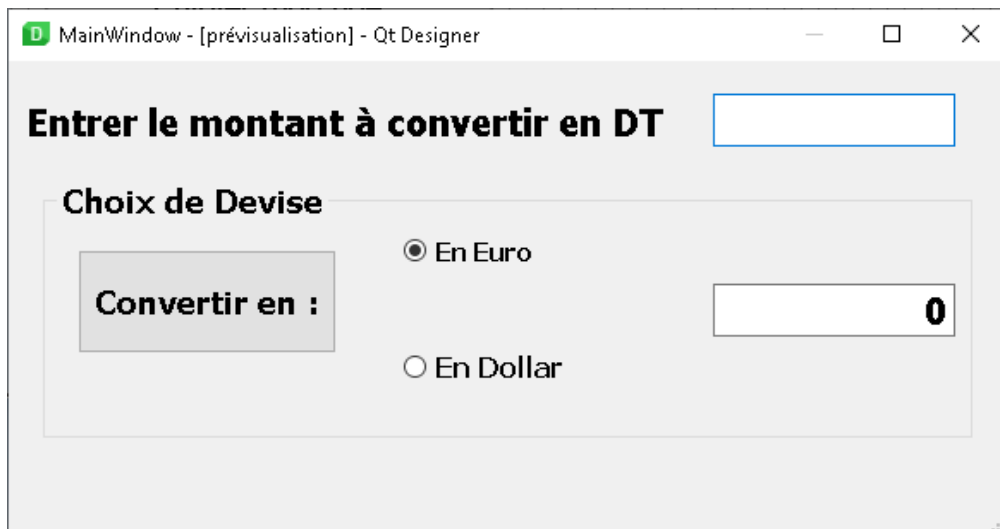 D MainWindow - [prévisualisation] - Qt Designer
Entrer le montant à convertir en DT
Choix de Devise
En Euro
Convertir en :
0
En Dollar